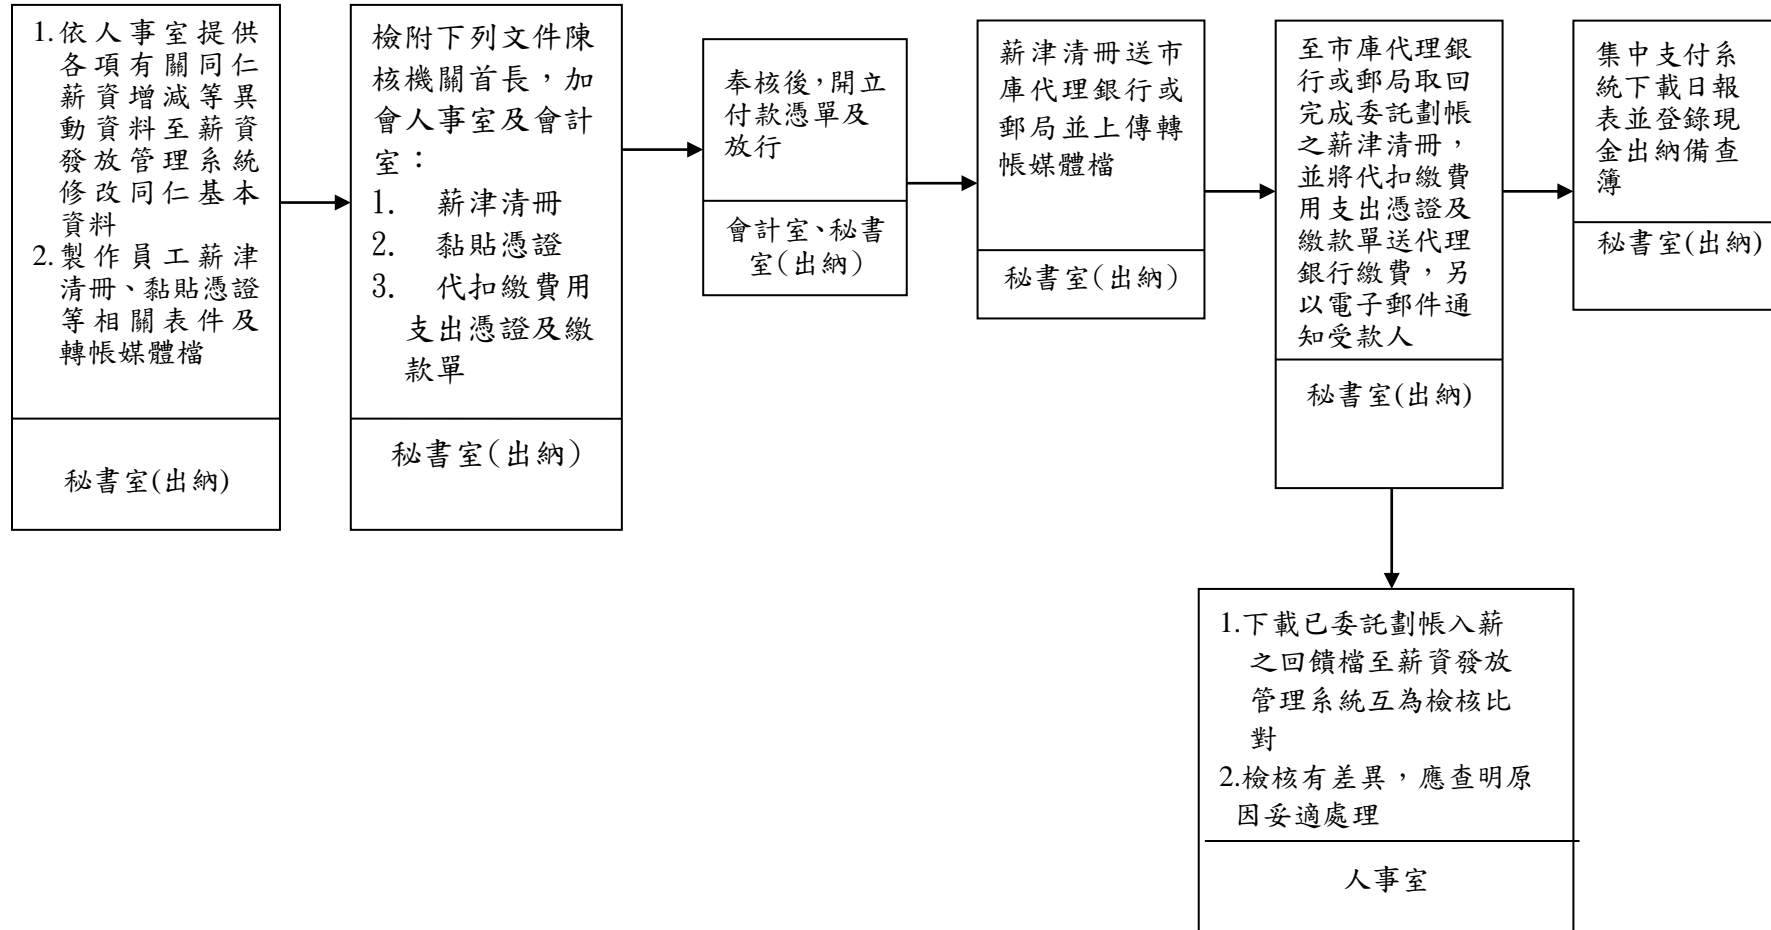 1.依人事室提供
各項有關同仁
薪資增減等異
動資料至薪資
發放管理系統
修改同仁基本
資料
2.製作員工薪津
清冊、黏貼憑證
等相關表件及
轉帳媒體檔
秘書室(出納)
檢附下列文件陳
核機關首長，加
會人事室及會計
室：
1. 薪津清冊
2. 黏貼憑證
3. 代扣繳費用
支出憑證及繳
款單
秘書室(出納)
奉核後，開立
付款憑單及
放行
會計室、秘書
室(出納)
薪津清冊送市
庫代理銀行或
郵局並上傳轉
帳媒體檔
秘書室(出納)
至市庫代理銀
行或郵局取回
完成委託劃帳
之薪津清冊，
並將代扣繳費
用支出憑證及
繳款單送代理
銀行繳費，另
以電子郵件通
知受款人
秘書室(出納)
集中支付系
統下載日報
表並登錄現
金出納備查
簿
秘書室(出納)
1.下載已委託劃帳入薪
之回饋檔至薪資發放
管理系統互為檢核比
對
2.檢核有差異，應查明原
因妥適處理
人事室